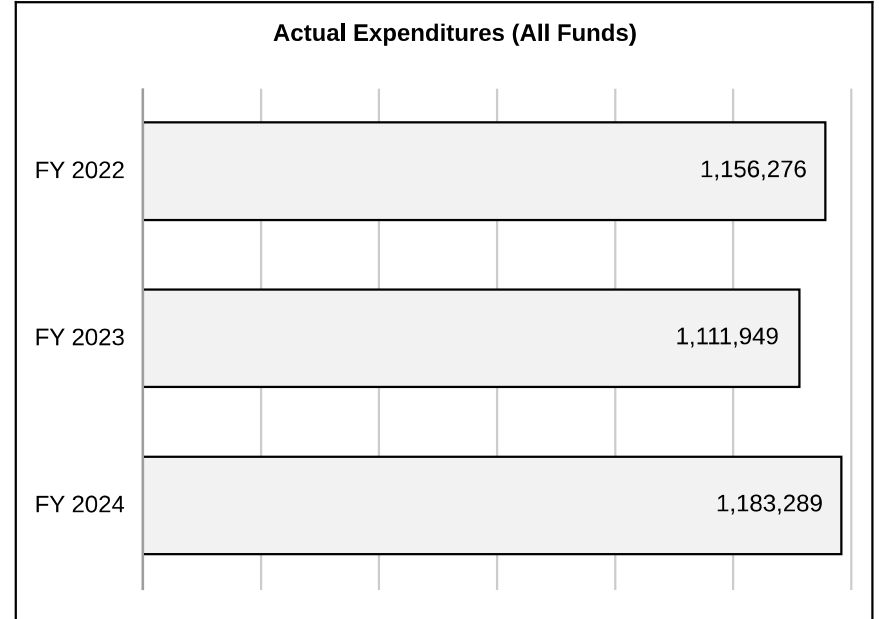 Actual Expenditures (All Funds)
FY 2022
1,156,276
FY 2023
1,111,949
FY 2024
1,183,289